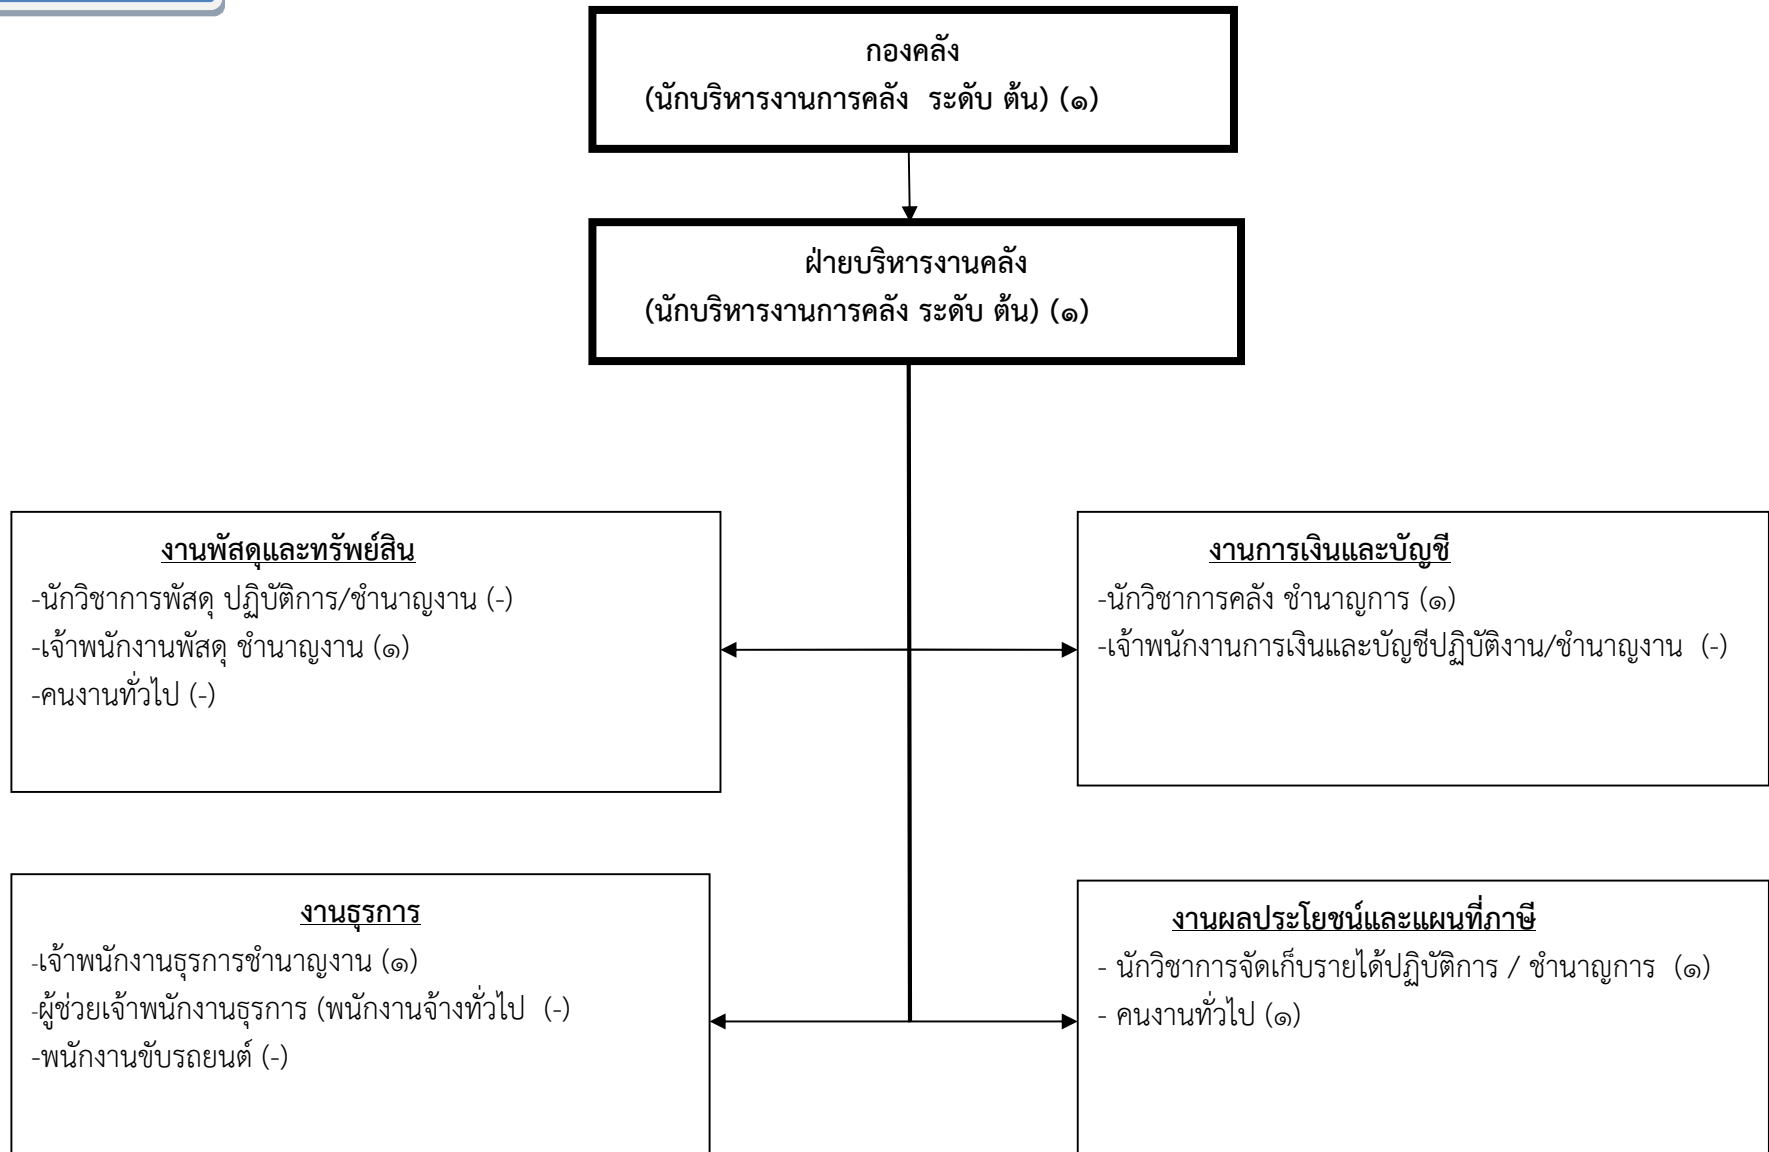 กองคลัง
(นักบริหารงานการคลัง ระดับ ต้น) (๑)
ฝ่ายบริหารงานคลัง
(นักบริหารงานการคลัง ระดับ ต้น) (๑)
งานพัสดุและทรัพย์สิน
-นักวิชาการพัสดุ ปฏิบัติการ/ชำนาญงาน (-)
-เจ้าพนักงานพัสดุ ชำนาญงาน (๑)
-คนงานทั่วไป (-)
งานการเงินและบัญชี
-นักวิชาการคลัง ชำนาญการ (๑)
-เจ้าพนักงานการเงินและบัญชีปฏิบัติงาน/ชำนาญงาน (-)
งานธุรการ
-เจ้าพนักงานธุรการชำนาญงาน (๑)
-ผู้ช่วยเจ้าพนักงานธุรการ (พนักงานจ้างทั่วไป (-)
-พนักงานขับรถยนต์ (-)
งานผลประโยชน์และแผนที่ภาษี
- นักวิชาการจัดเก็บรายได้ปฏิบัติการ / ชำนาญการ (๑)
- คนงานทั่วไป (๑)